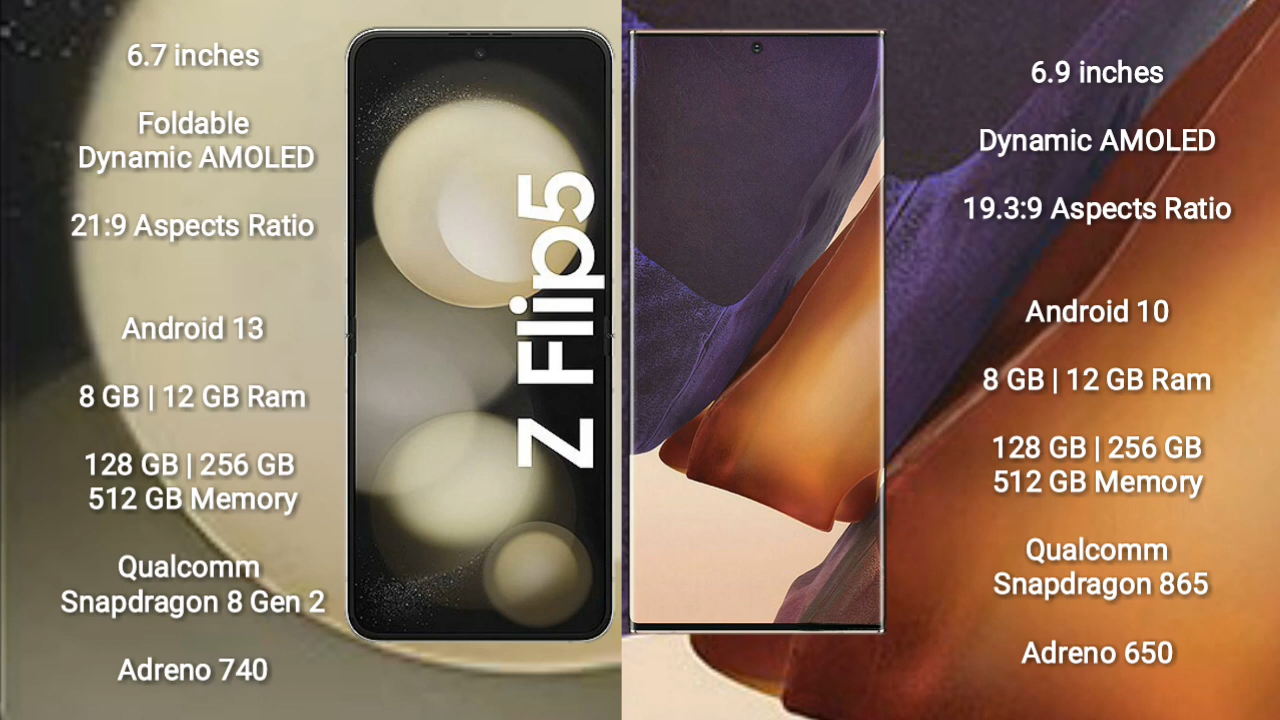 6.7 inches
Foldable
Dynamic AMOLED
21:9 Aspects Ratio
Android 13
8 GB | 12 GB Ram
128 GB | 256 GB
512 GB Memory
Qualcomm
Snapdragon 8 Gen 2
Adreno 740
Z Flip5
6.9 inches
Dynamic AMOLED
19.3:9 Aspects Ratio
Android 10
8 GB | 12 GB Ram
128 GB | 256 GB
512 GB Memory
Qualcomm
Snapdragon 865
Adreno 650